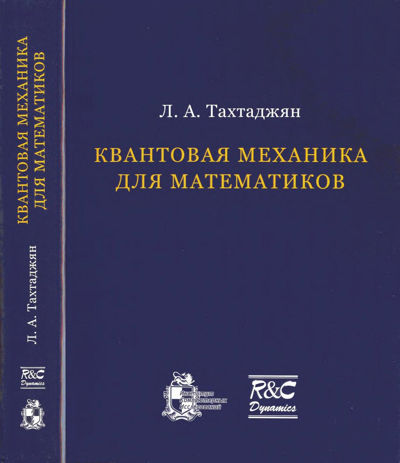 КВАНТОВАЯ МЕХАНИКА
ДЛЯ МАТЕМАТИКОВ
Л. А. Тахтаджян
R&C
Dynamics
Л. А. Тахтаджян
КВАНТОВАЯ МЕХАНИКА
ДЛЯ МАТЕМАТИКОВ
R&C
Dynamics